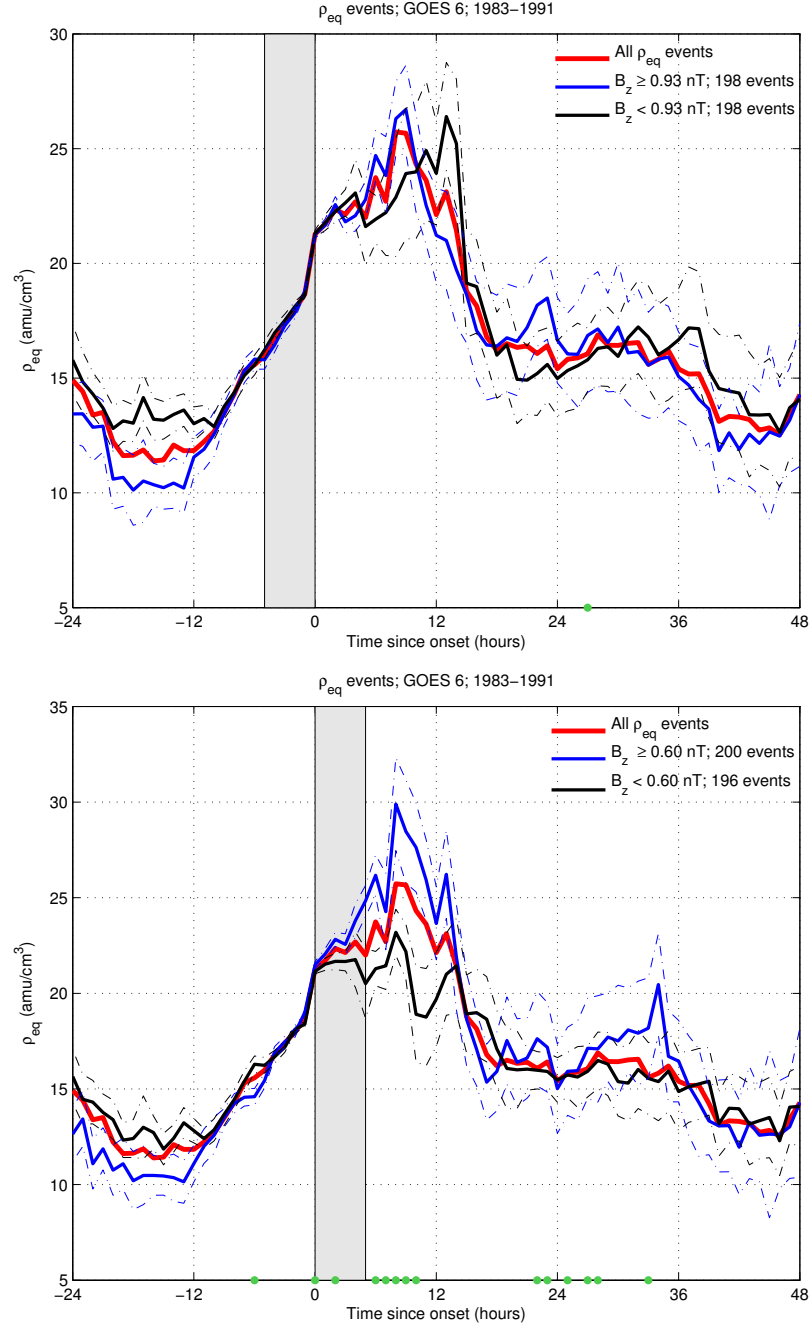 ρeq events; GOES 6; 1983−1991
30
25
20
15
10
5
ρeq (amu/cm3)
All ρeq events
Bz ≥ 0.93 nT; 198 events
Bz < 0.93 nT; 198 events
−24 −12 0 12 24 36 48
Time since onset (hours)
ρeq events; GOES 6; 1983−1991
35
30
25
20
15
10
5
ρeq (amu/cm3)
All ρeq events
Bz ≥ 0.60 nT; 200 events
Bz < 0.60 nT; 196 events
−24 −12 0 12 24 36 48
Time since onset (hours)